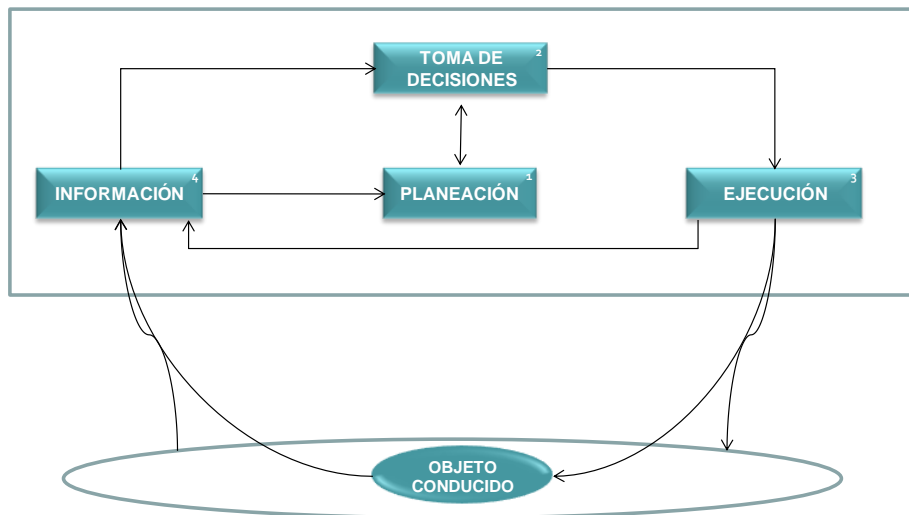 TOMA DE 2
DECISIONES
INFORMACIÓN 4
PLANEACIÓN 1
EJECUCIÓN 3
OBJETO
CONDUCIDO